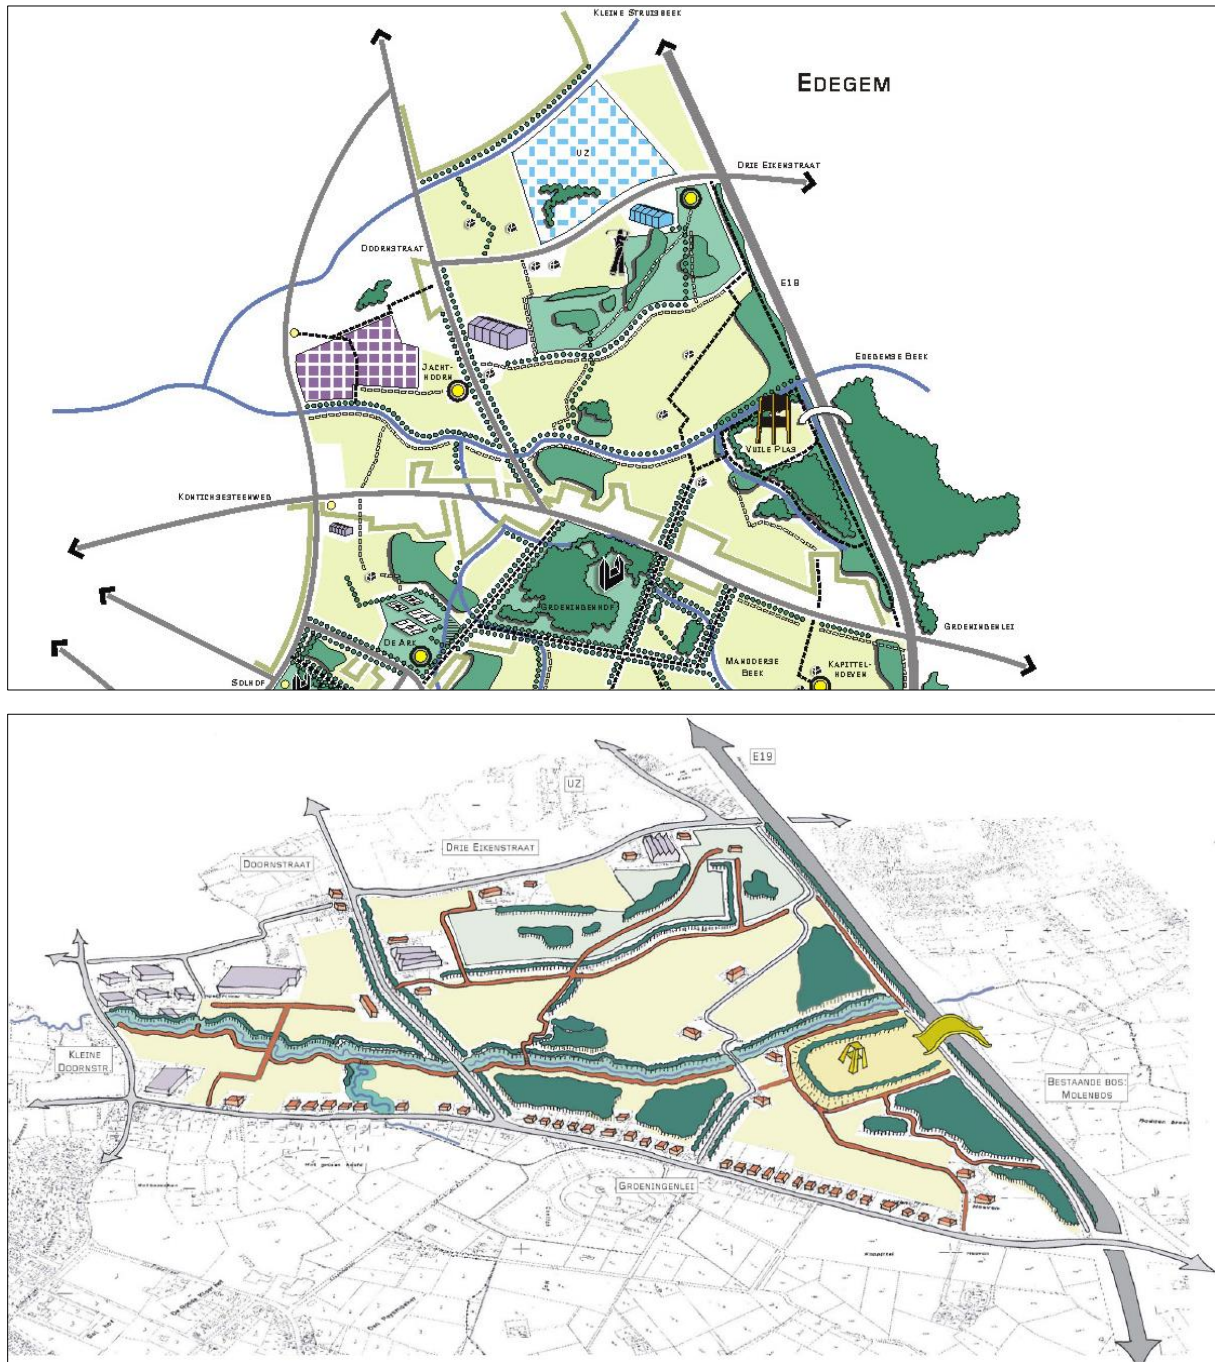 KLEINE STRUISBEEK
EDEGEM
UZ
DRIE EIKENSTRAAT
DOORNSTRAAT
E19
EDEGEMSE BEEK
JACHT-
HOORN
VUILE PLAS
KONTICHSESTEENWEG
GROENINGENHOF
GROENINGENLEI
DE ARK
MANDOERSE
BEEK
KAPITTEL-
HOEVEN
SOLHOF
E19
UZ
DRIE EIKENSTRAAT
DOORNSTRAAT
KLEINE
DOORNSTR.
BESTAANDE BOS:
MOLENBOS
GROENINGENLEI